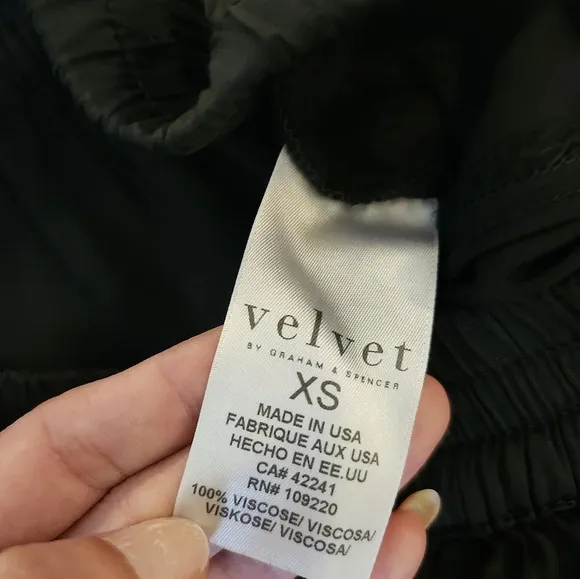 velvet
BY GRAHAM & SPENCER
XS
MADE IN USA
FABRIQUE AUX USA
HECHO EN EE.UU
CA# 42241
RN# 109220
100% VISCOSE/ VISCOSA/
VISKOSE/ VISCOSA/